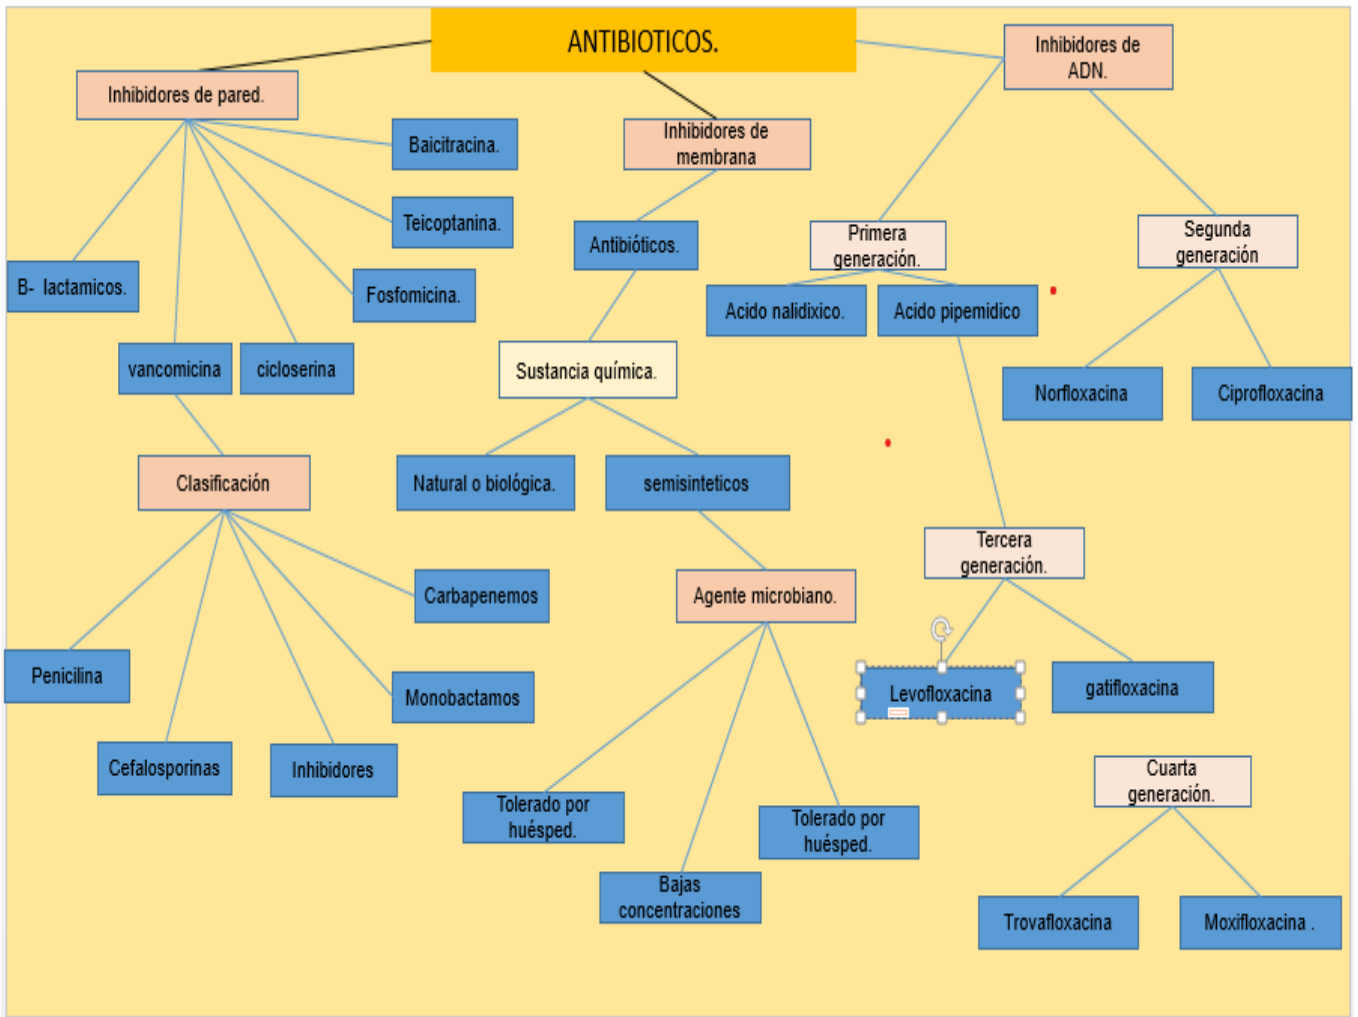 ANTIBIOTICOS.
Inhibidores de
ADN.
Inhibidores de pared.
Inhibidores de
membrana
Baicitracina.
Teicoptanina.
Primera
generación.
Segunda
generación
Antibióticos.
B- lactamicos.
Fosfomicina.
Acido nalidixico.
Acido pipemidico
vancomicina
cicloserina
Sustancia química.
Norfloxacina
Ciprofloxacina
Clasificación
Natural o biológica.
semisinteticos
Tercera
generación.
Carbapenemos
Agente microbiano.
Penicilina
Monobactamos
Levofloxacina
gatifloxacina
Cefalosporinas
Inhibidores
Cuarta
generación.
Tolerado por
huésped.
Tolerado por
huésped.
Bajas
concentraciones
Trovafloxacina
Moxifloxacina .